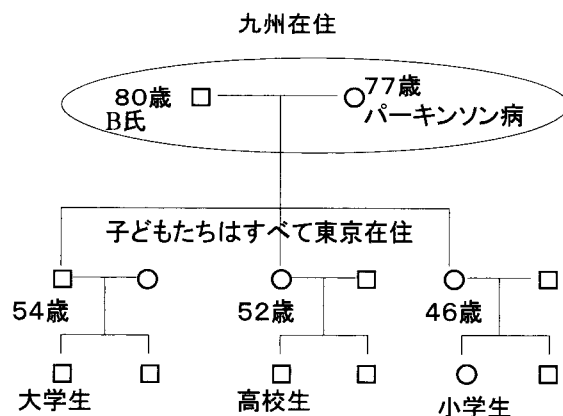 九州在住
80歳
B氏
77歳
パーキンソン病
子どもたちはすべて東京在住
54歳
52歳
46歳
大学生
高校生
小学生